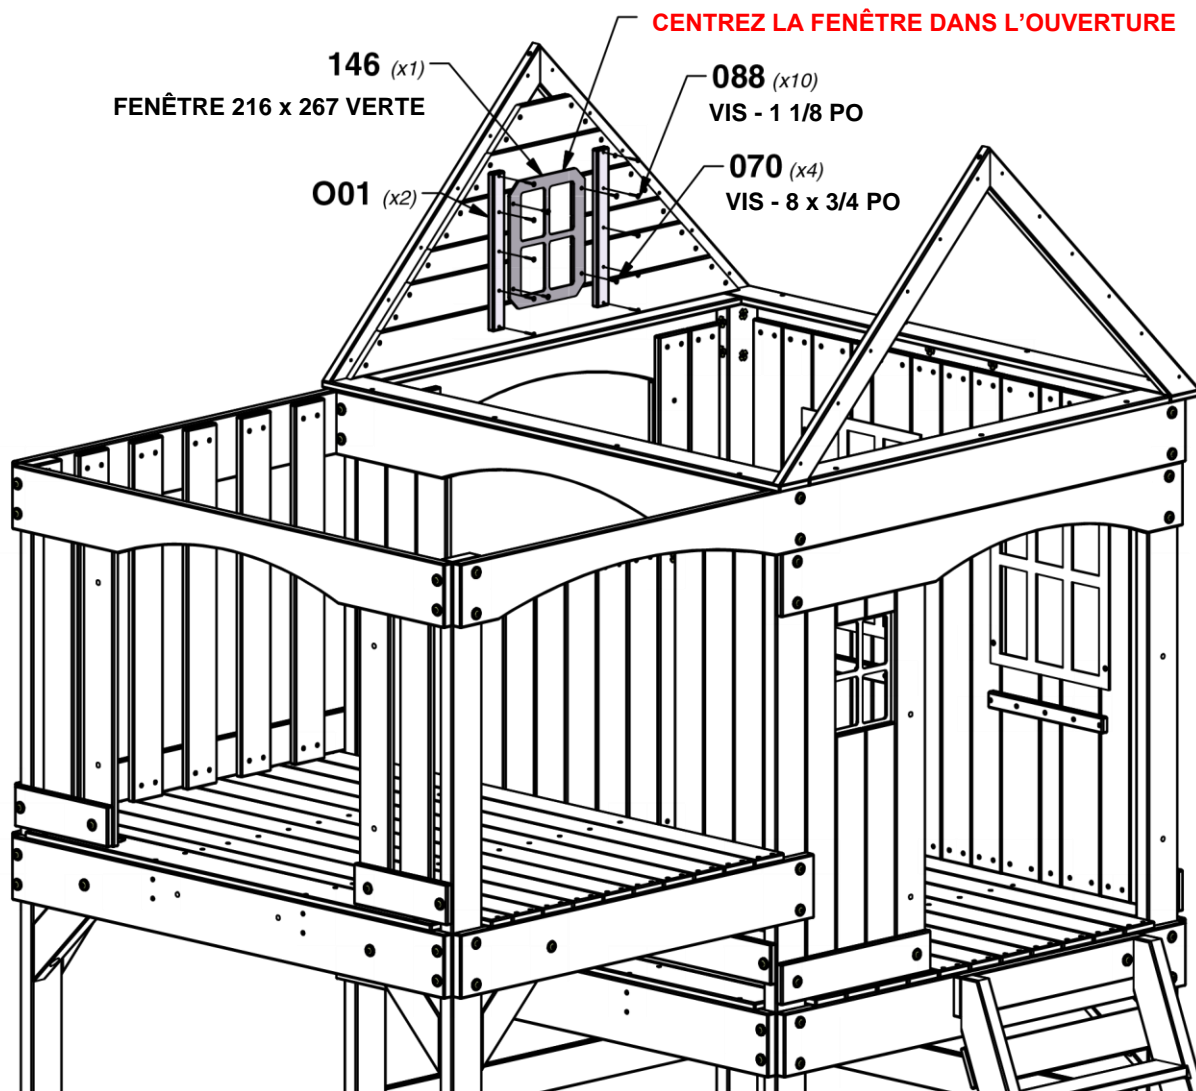 CENTREZ LA FENÊTRE DANS L'OUVERTURE
146 (x1)
FENÊTRE 216 x 267 VERTE
088 (x10)
VIS - 1 1/8 PO
070 (x4)
VIS - 8 x 3/4 PO
O01 (x2)